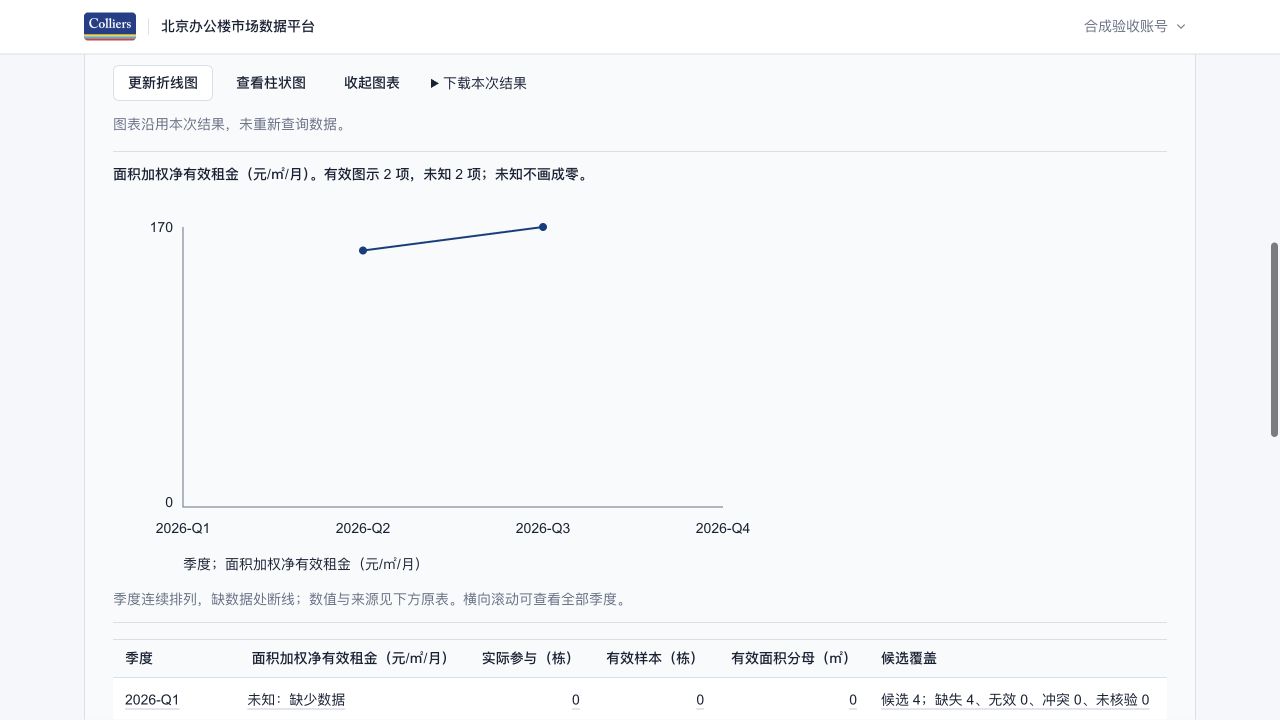 Colliers 北京办公楼市场数据平台 合成验收账号
更新折线图 查看柱状图 收起图表 ▶ 下载本次结果
图表沿用本次结果，未重新查询数据。
面积加权净有效租金（元/㎡/月）。有效图示 2 项，未知 2 项；未知不画成零。
170
0
2026-Q1 2026-Q2 2026-Q3 2026-Q4
季度；面积加权净有效租金（元/㎡/月）
季度连续排列，缺数据处断线；数值与来源见下方原表。横向滚动可查看全部季度。
季度 面积加权净有效租金（元/㎡/月） 实际参与（栋） 有效样本（栋） 有效面积分母（㎡） 候选覆盖
2026-Q1 未知：缺少数据 0 0 0 候选 4；缺失 4、无效 0、冲突 0、未核验 0